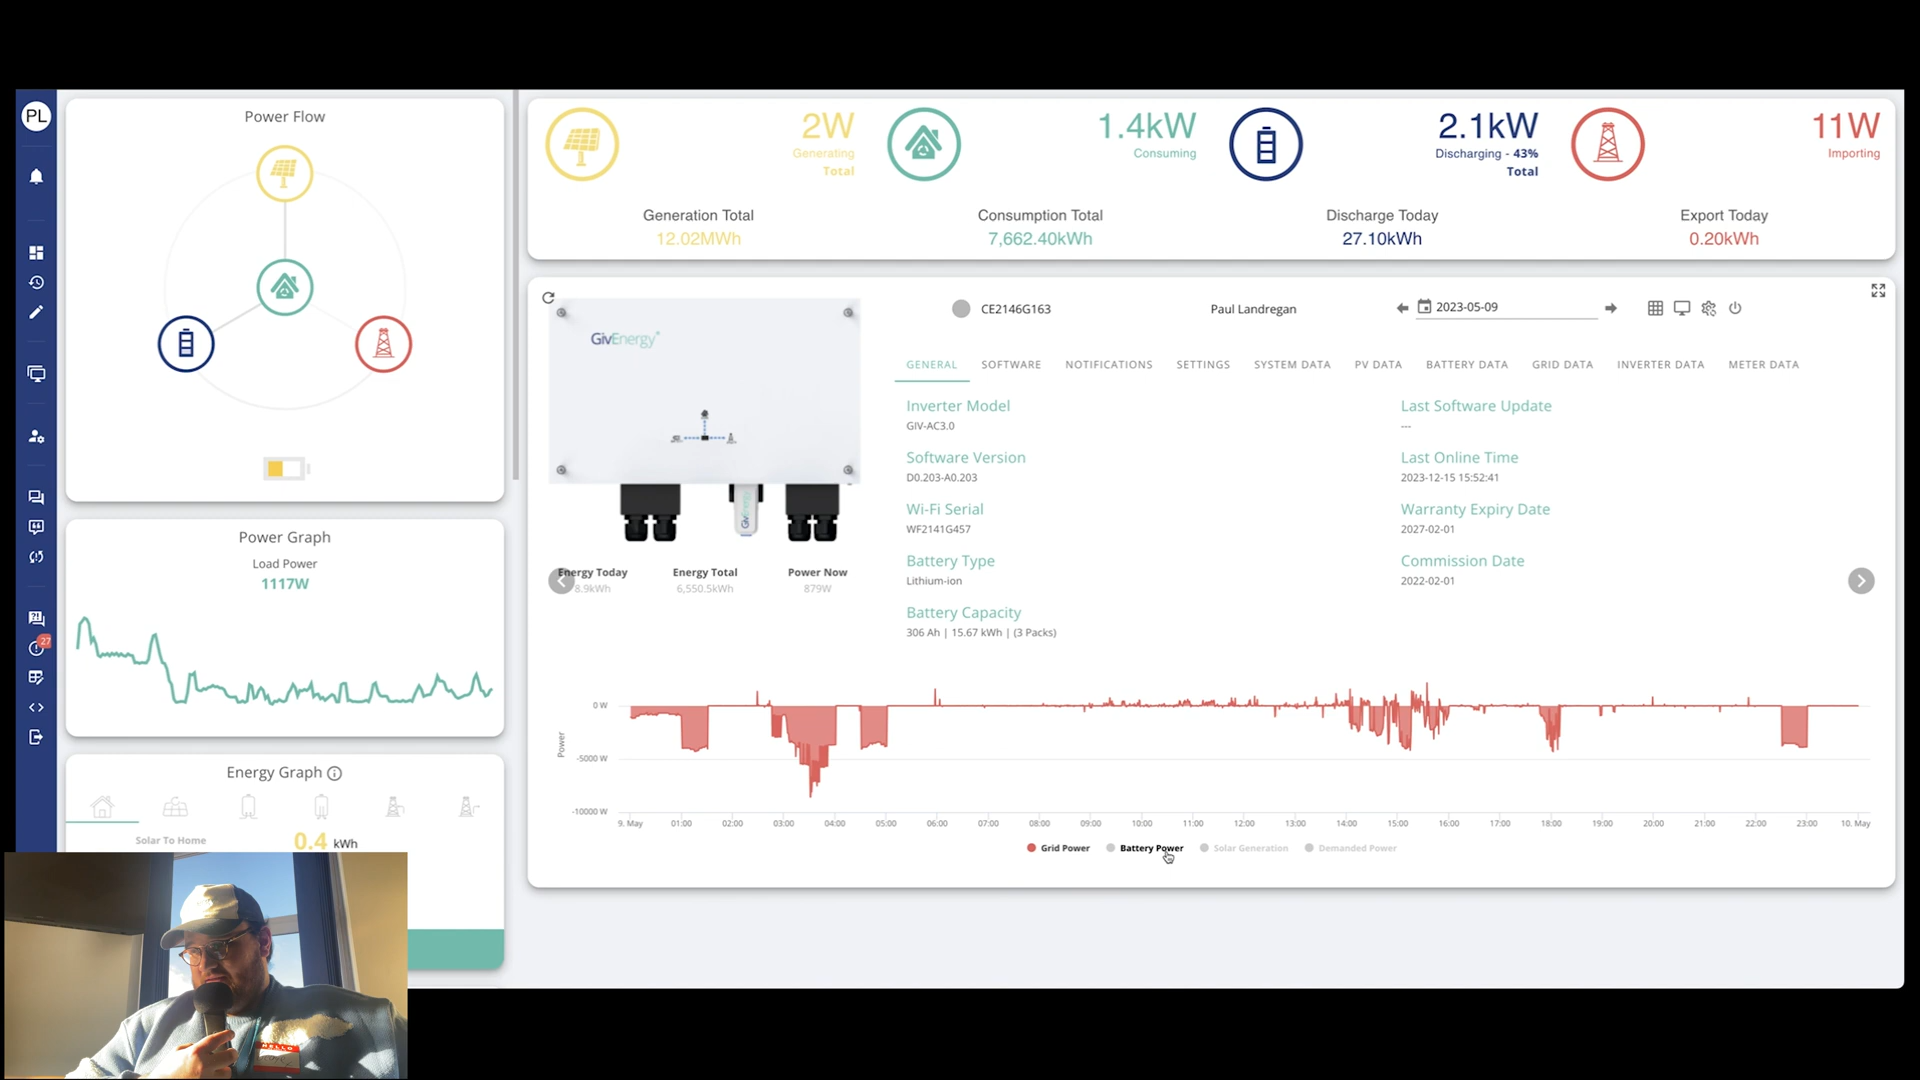 PL
27
Power Flow
Power Graph
Load Power
1117W
Energy Graph
Solar To Home
0.4 kWh
2W
Generating
Total
Generation Total
12.02MWh
1.4kW
Consuming
Consumption Total
7,662.40kWh
2.1kW
Discharging - 43%
Total
Discharge Today
27.10kWh
11W
Importing
Export Today
0.20kWh
CE2146G163
Paul Landregan
2023-05-09
GivEnergy
GivEnergy
Energy Today
8.9kWh
Energy Total
6,550.5kWh
Power Now
879W
GENERAL SOFTWARE NOTIFICATIONS SETTINGS SYSTEM DATA PV DATA BATTERY DATA GRID DATA INVERTER DATA METER DATA
Inverter Model
GIV-AC3.0
Software Version
D0.203-A0.203
Wi-Fi Serial
WF2141G457
Battery Type
Lithium-ion
Battery Capacity
306 Ah | 15.67 kWh | (3 Packs)
Last Software Update
---
Last Online Time
2023-12-15 15:52:41
Warranty Expiry Date
2027-02-01
Commission Date
2022-02-01
Power
0 W
-5000 W
-10000 W
9. May 01:00 02:00 03:00 04:00 05:00 06:00 07:00 08:00 09:00 10:00 11:00 12:00 13:00 14:00 15:00 16:00 17:00 18:00 19:00 20:00 21:00 22:00 23:00 10. May
Grid Power Battery Power Solar Generation Demanded Power
HELLO